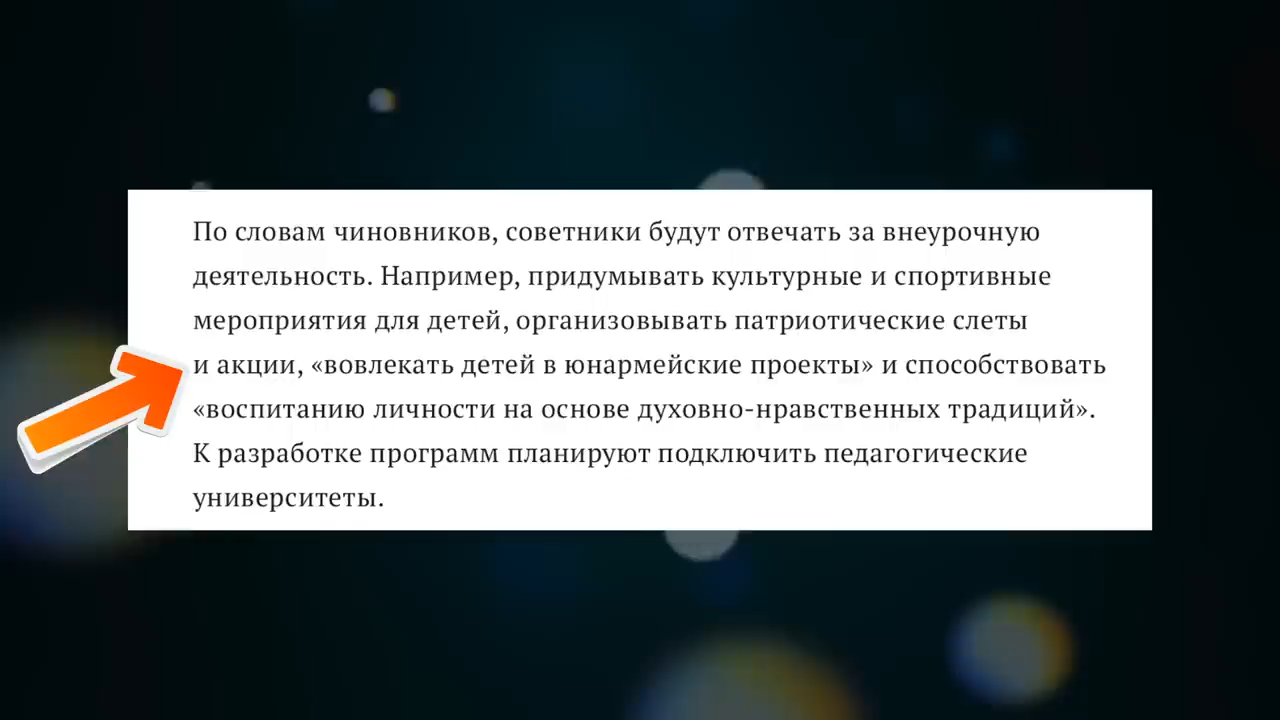 По словам чиновников, советники будут отвечать за внеурочную
деятельность. Например, придумывать культурные и спортивные
мероприятия для детей, организовывать патриотические слеты
и акции, «вовлекать детей в юнармейские проекты» и способствовать
«воспитанию личности на основе духовно-нравственных традиций».
К разработке программ планируют подключить педагогические
университеты.